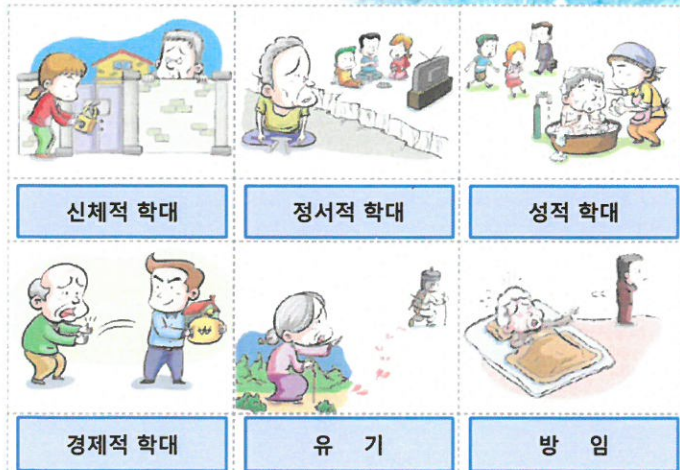 신체적 학대
정서적 학대
성적 학대
경제적 학대
유 기
방 임